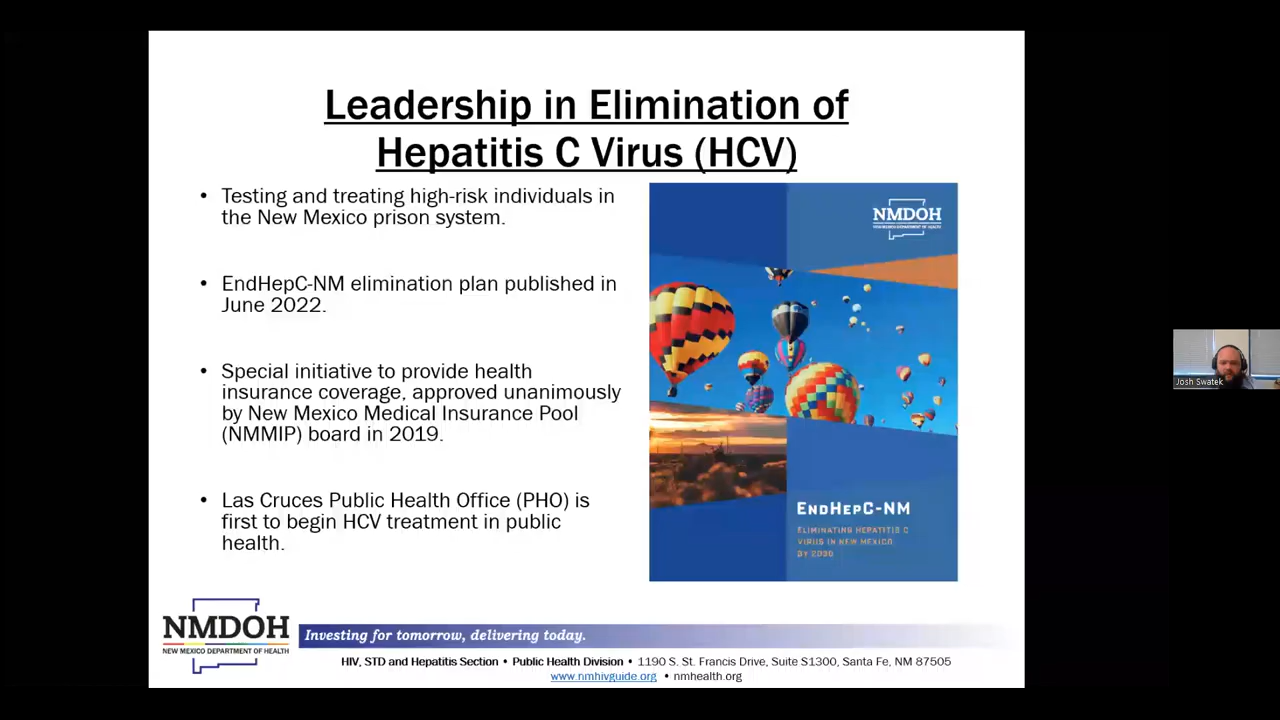 Leadership in Elimination of
Hepatitis C Virus (HCV)
• Testing and treating high-risk individuals in
the New Mexico prison system.
• EndHepC-NM elimination plan published in
June 2022.
• Special initiative to provide health
insurance coverage, approved unanimously
by New Mexico Medical Insurance Pool
(NMMIP) board in 2019.
• Las Cruces Public Health Office (PHO) is
first to begin HCV treatment in public
health.
NMDOH
NEW MEXICO DEPARTMENT OF HEALTH
EndHepC-NM
Eliminating Hepatitis C
Virus in New Mexico
by 2030
Josh Swatek
NMDOH
NEW MEXICO DEPARTMENT OF HEALTH
Investing for tomorrow, delivering today.
HIV, STD and Hepatitis Section • Public Health Division • 1190 S. St. Francis Drive, Suite S1300, Santa Fe, NM 87505
www.nmhivguide.org • nmhealth.org